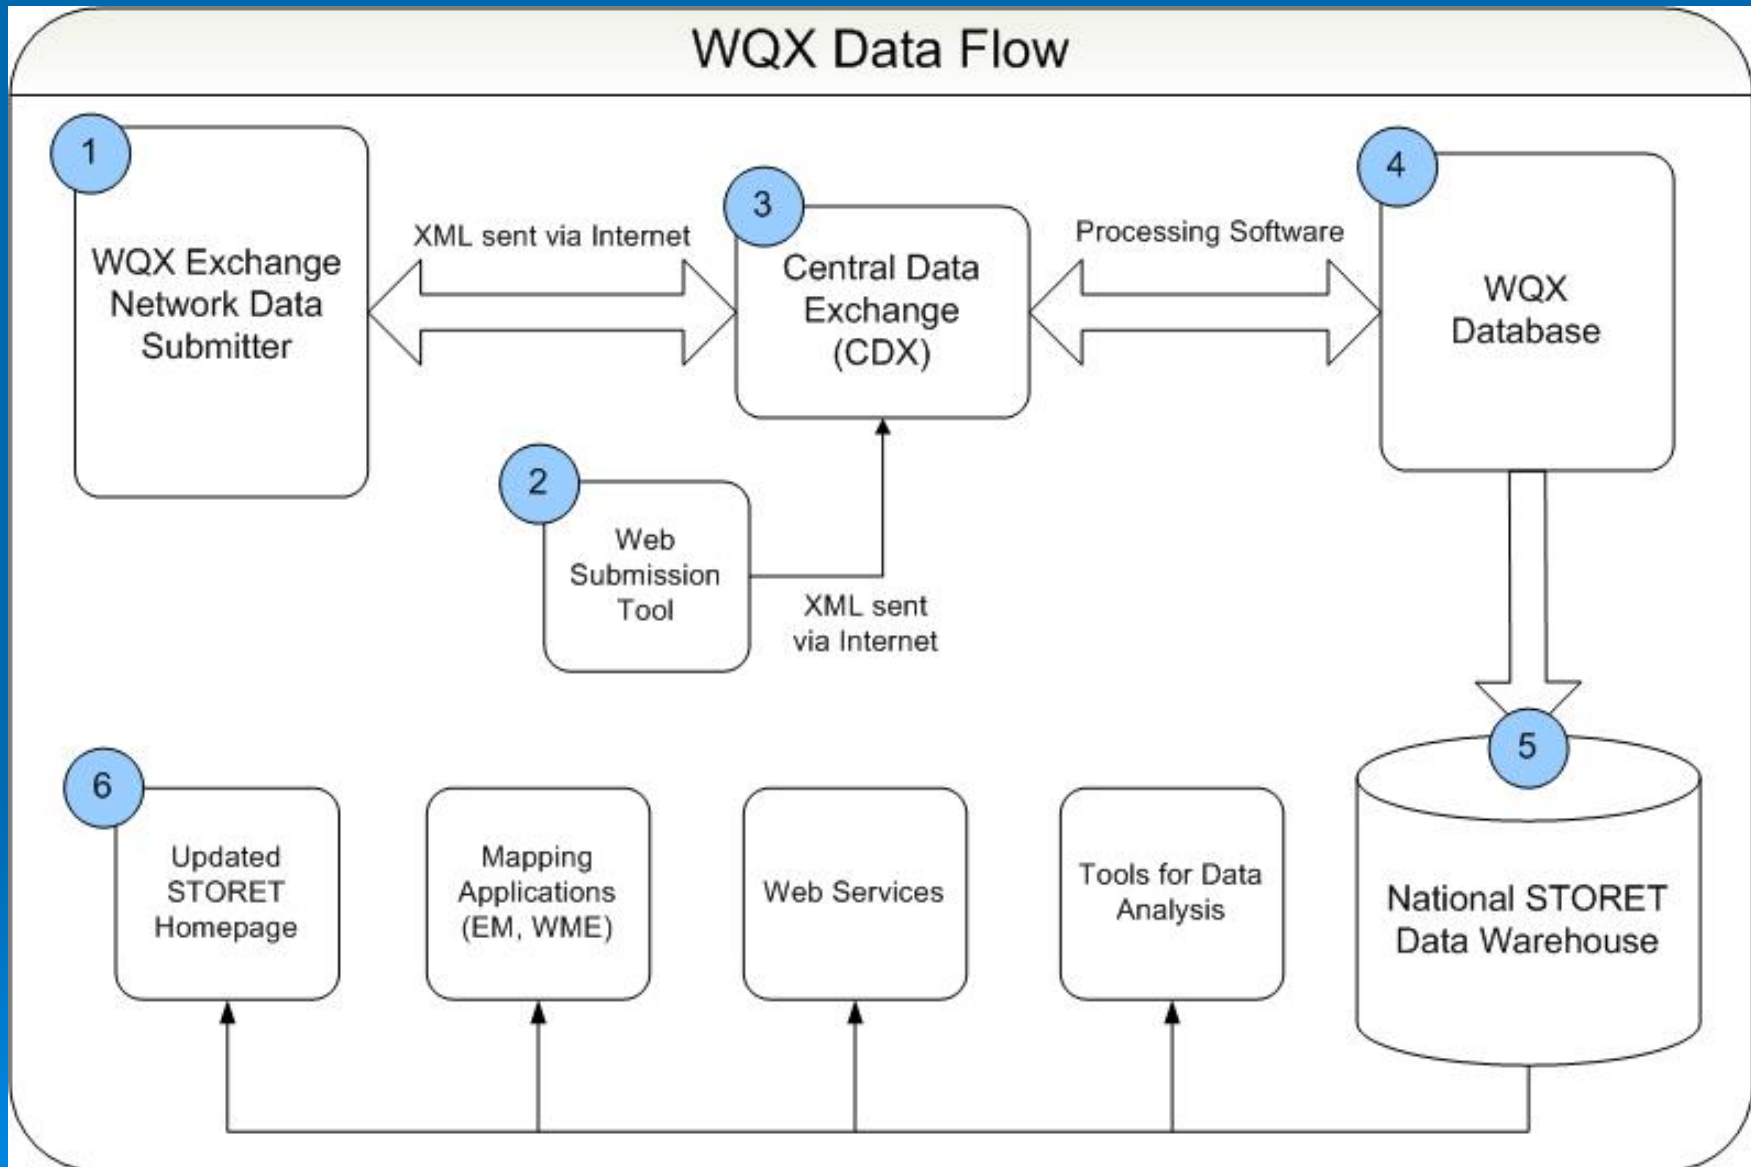 WQX Data Flow
1
WQX Exchange
Network Data
Submitter
XML sent via Internet
3
Central Data
Exchange
(CDX)
Processing Software
4
WQX
Database
2
Web
Submission
Tool
XML sent
via Internet
5
National STORET
Data Warehouse
6
Updated
STORET
Homepage
Mapping
Applications
(EM, WME)
Web Services
Tools for Data
Analysis